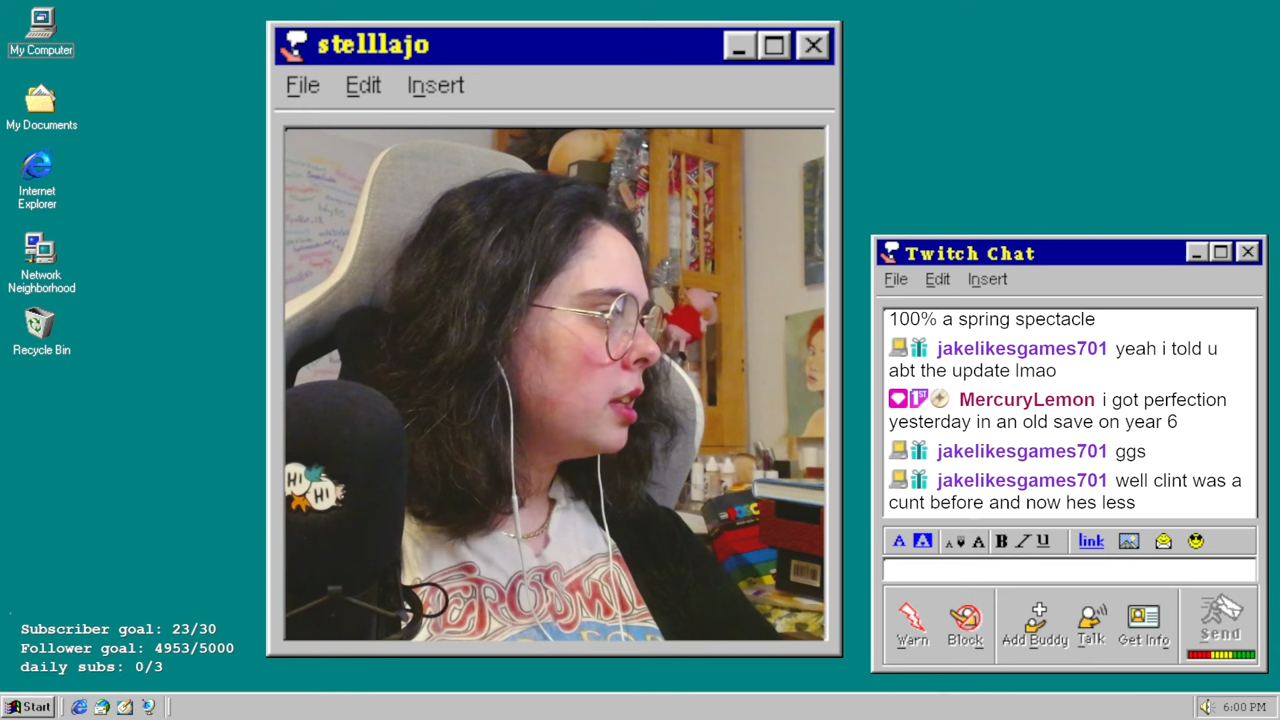 My Computer
My Documents
Internet
Explorer
Network
Neighborhood
Recycle Bin
Subscriber goal: 23/30
Follower goal: 4953/5000
daily subs: 0/3
stelllajo
File Edit Insert
HI
HI
AEROSMI
Twitch Chat
File Edit Insert
100% a spring spectacle
jakelikesgames701 yeah i told u
abt the update lmao
1ST MercuryLemon i got perfection
yesterday in an old save on year 6
jakelikesgames701 ggs
jakelikesgames701 well clint was a
cunt before and now hes less
A A A A B I U link
Warn Block Add Buddy Talk Get Info Send
Start
6:00 PM